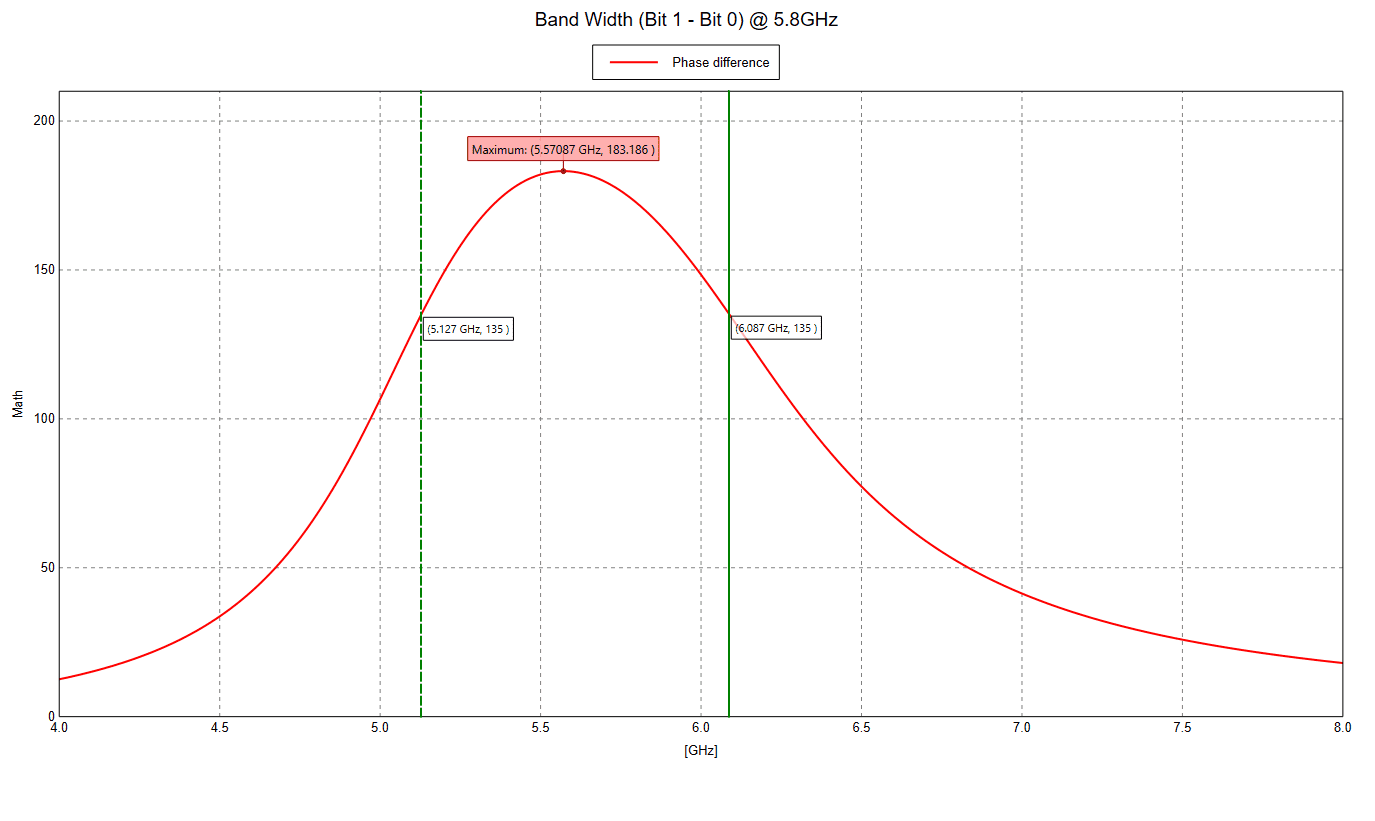 Band Width (Bit 1 - Bit 0) @ 5.8GHz
Phase difference
200
Maximum: (5.57087 GHz, 183.186 )
150
(5.127 GHz, 135 )
(6.087 GHz, 135 )
Math
100
50
0
4.0 4.5 5.0 5.5 6.0 6.5 7.0 7.5 8.0
[GHz]